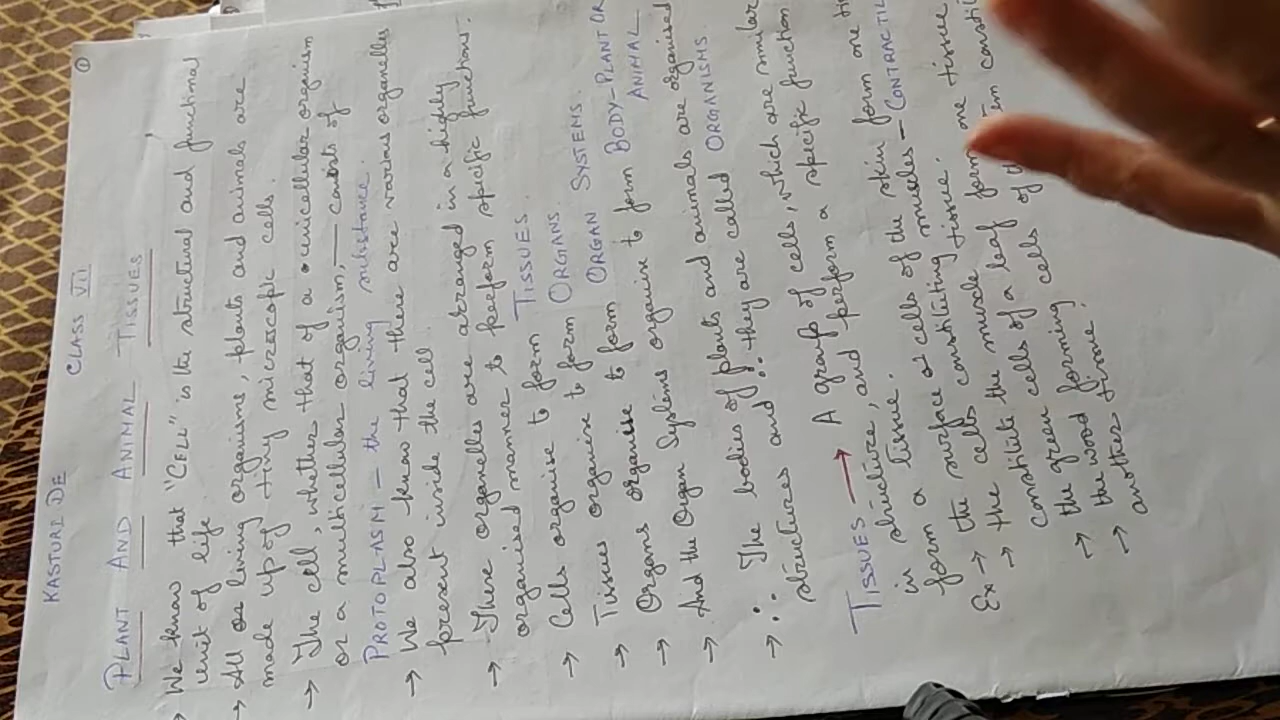 ①
KASTURI DE CLASS VII
PLANT AND ANIMAL TISSUES
→ We know that "CELL" is the structural and functional
unit of life.
→ All or living organisms, plants and animals are
made up of tiny microscopic cells.
→ The cell, whether that of a unicellular organism
or a multicellular organism, — consists of
PROTOPLASM – the living substance.
→ We also know that there are various organelles
present inside the cell.
→ These organelles are arranged in a highly
organised manner to perform specific functions.
→ Cells organise to form TISSUES.
→ Tissues organise to form ORGANS.
→ Organs organise to form ORGAN SYSTEMS.
→ And the Organ Systems organise to form BODY – PLANT OR
ANIMAL
→ ∴ The bodies of plants and animals are organised
structures and ∴ they are called ORGANISMS.
TISSUES → A group of cells, which are similar
in structure, and perform a specific function
form a tissue.
Ex → the surface cells of the skin form one
→ the cells constituting muscles – CONTRACTIL
constitute the muscle tissue.
→ the green cells of a leaf form one tissue
→ the wood forming cells of
another tissue.